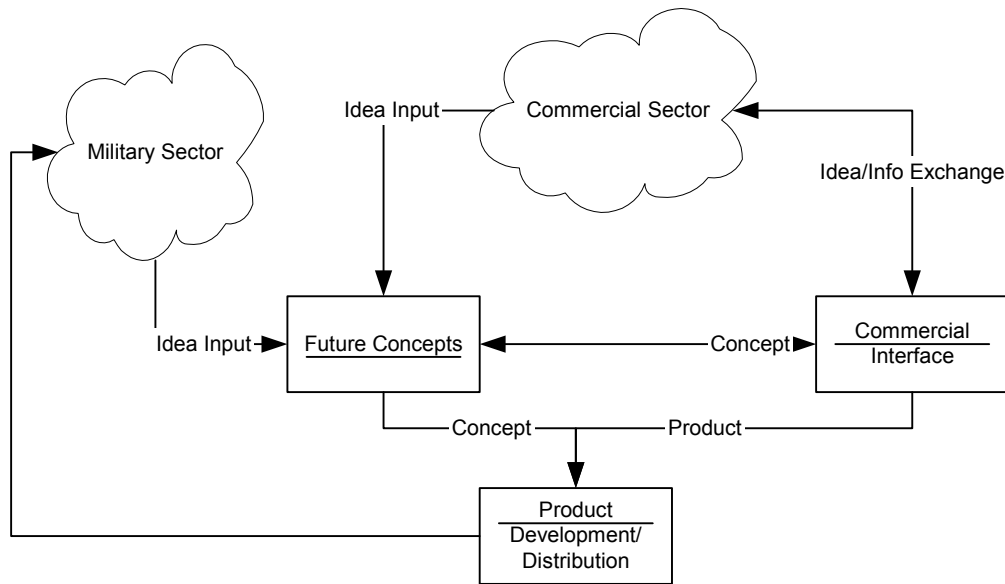 Idea Input
Commercial Sector
Military Sector
Idea/Info Exchange
Idea Input
Future Concepts
Concept
Commercial
Interface
Concept
Product
Product
Development/
Distribution